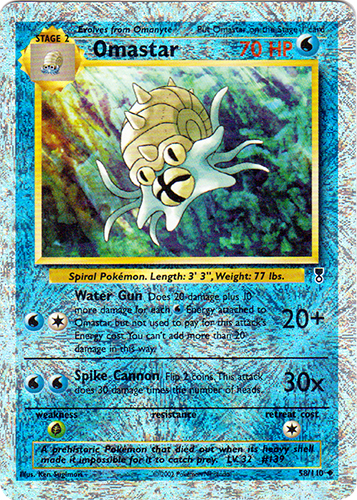 Evolves from Omanyte Put Omastar on the Stage 1 card
STAGE 2
Omastar 70 HP
Spiral Pokémon. Length: 3' 3", Weight: 77 lbs.
Water Gun Does 20 damage plus 10
more damage for each Energy attached to
Omastar but not used to pay for this attack's
Energy cost. You can't add more than 20
damage in this way.
20+
Spike Cannon Flip 2 coins. This attack
does 30 damage times the number of heads.
30x
weakness resistance retreat cost
A prehistoric Pokémon that died out when its heavy shell
made it impossible for it to catch prey. LV. 32 #139
Illus. Ken Sugimori
58/110